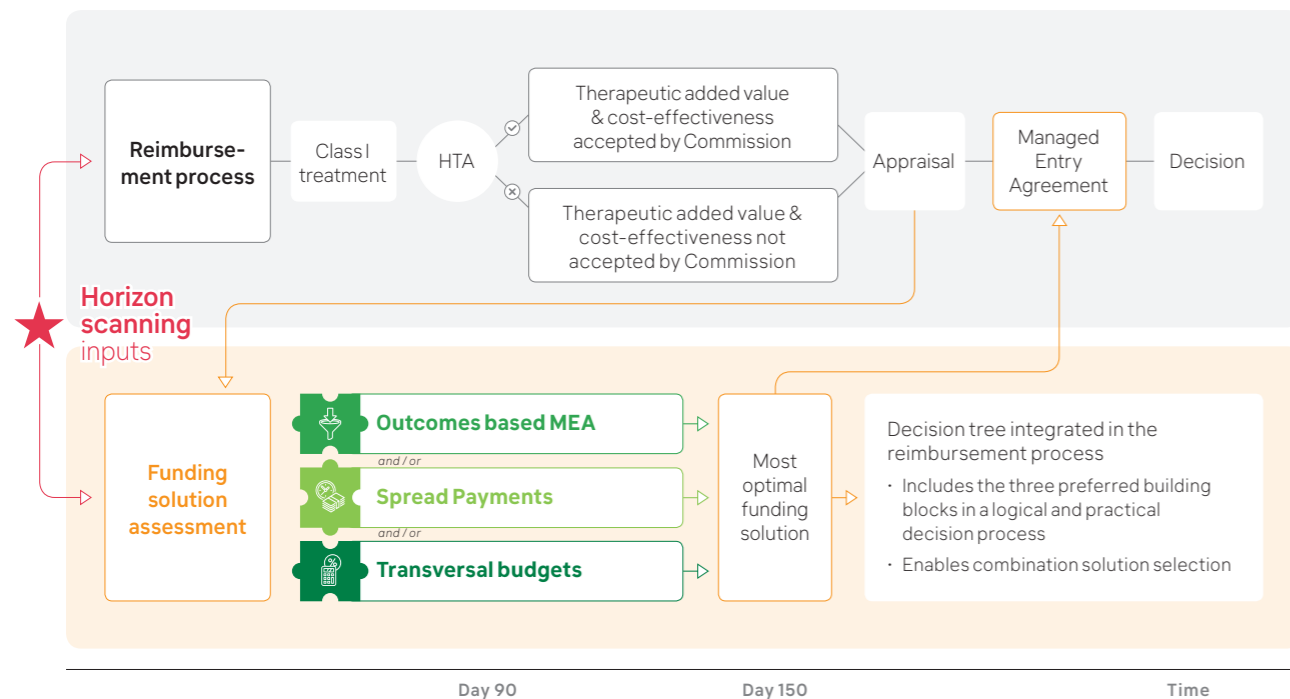 Reimburse-
ment process
Class I
treatment
HTA
Therapeutic added value
& cost-effectiveness
accepted by Commission
Therapeutic added value &
cost-effectiveness not
accepted by Commission
Appraisal
Managed
Entry
Agreement
Decision
Horizon
scanning
inputs
Funding
solution
assessment
Outcomes based MEA
and / or
Spread Payments
and / or
Transversal budgets
Most
optimal
funding
solution
Decision tree integrated in the
reimbursement process
· Includes the three preferred building
blocks in a logical and practical
decision process
· Enables combination solution selection
Day 90
Day 150
Time